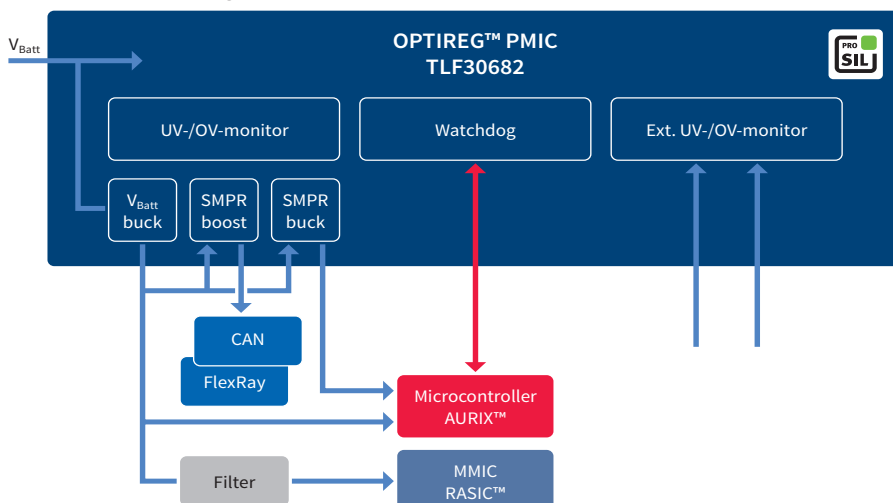 OPTIREG™ PMIC
TLF30682
PRO
SIL
VBatt
UV-/OV-monitor
Watchdog
Ext. UV-/OV-monitor
VBatt
buck
SMPR
boost
SMPR
buck
CAN
FlexRay
Microcontroller
AURIX™
Filter
MMIC
RASIC™